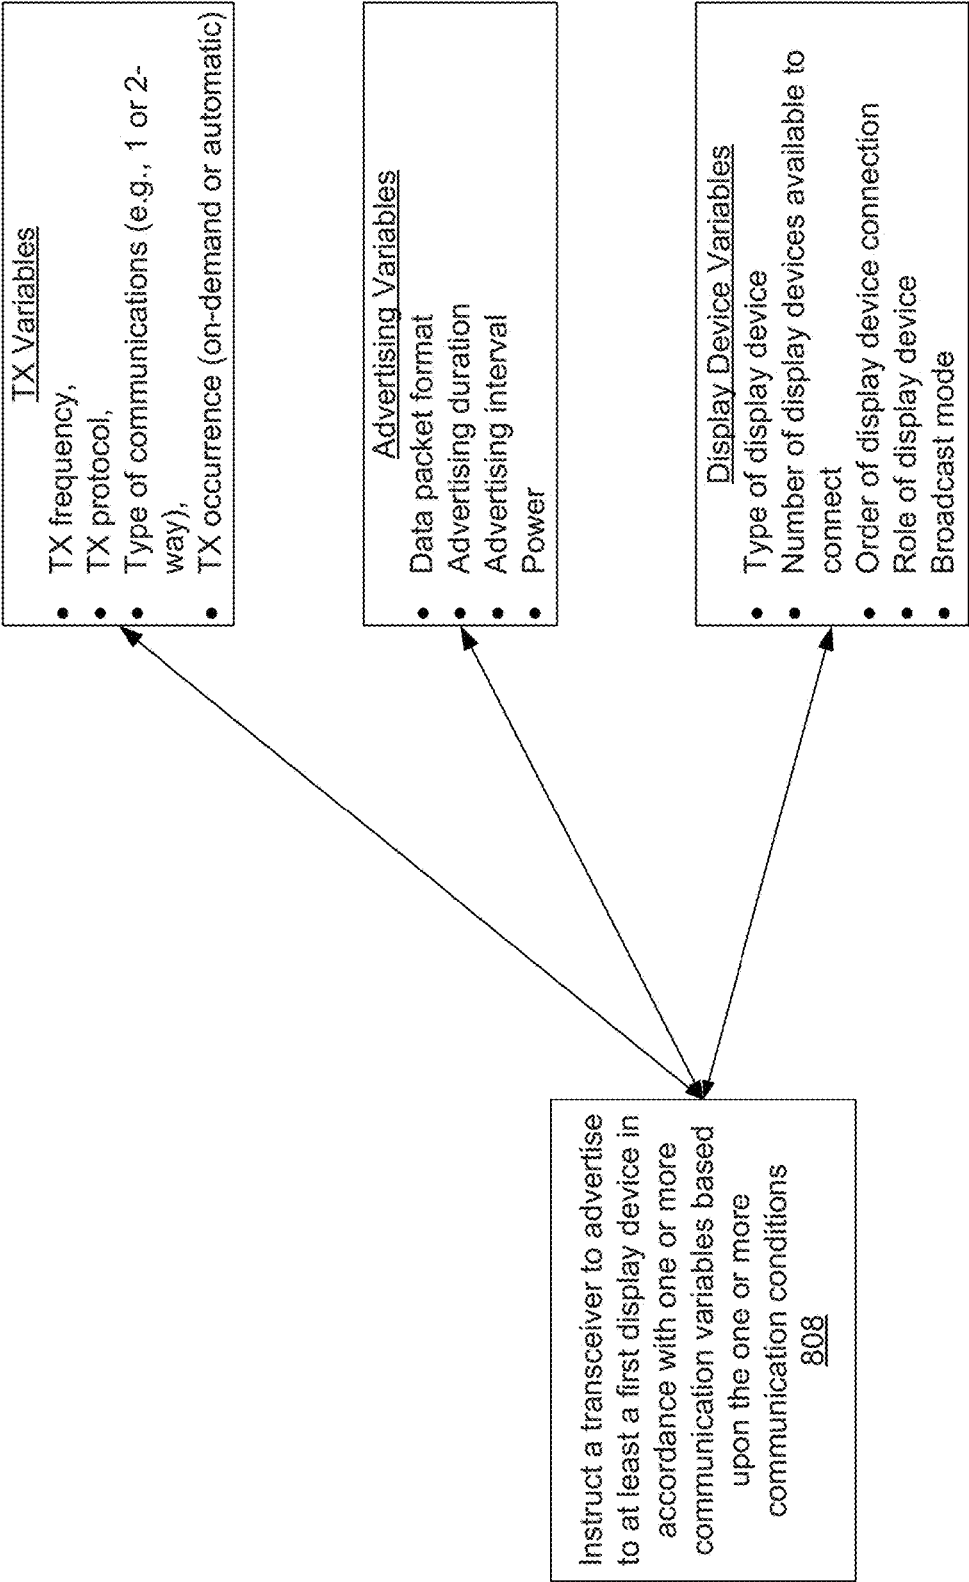 Instruct a transceiver to advertise
to at least a first display device in
accordance with one or more
communication variables based
upon the one or more
communication conditions
808
TX Variables
• TX frequency,
• TX protocol,
• Type of communications (e.g., 1 or 2-
way),
• TX occurrence (on-demand or automatic)
Advertising Variables
• Data packet format
• Advertising duration
• Advertising interval
• Power
Display Device Variables
• Type of display device
• Number of display devices available to
connect
• Order of display device connection
• Role of display device
• Broadcast mode